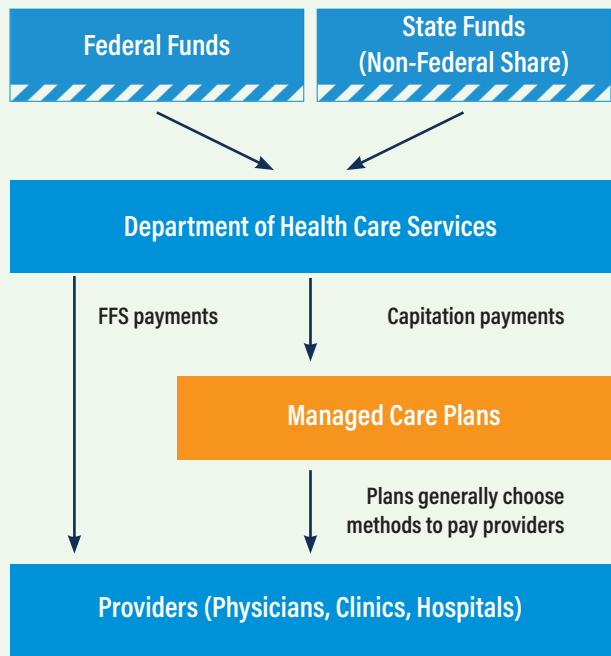 Federal Funds
State Funds
(Non-Federal Share)
Department of Health Care Services
FFS payments
Capitation payments
Managed Care Plans
Plans generally choose
methods to pay providers
Providers (Physicians, Clinics, Hospitals)